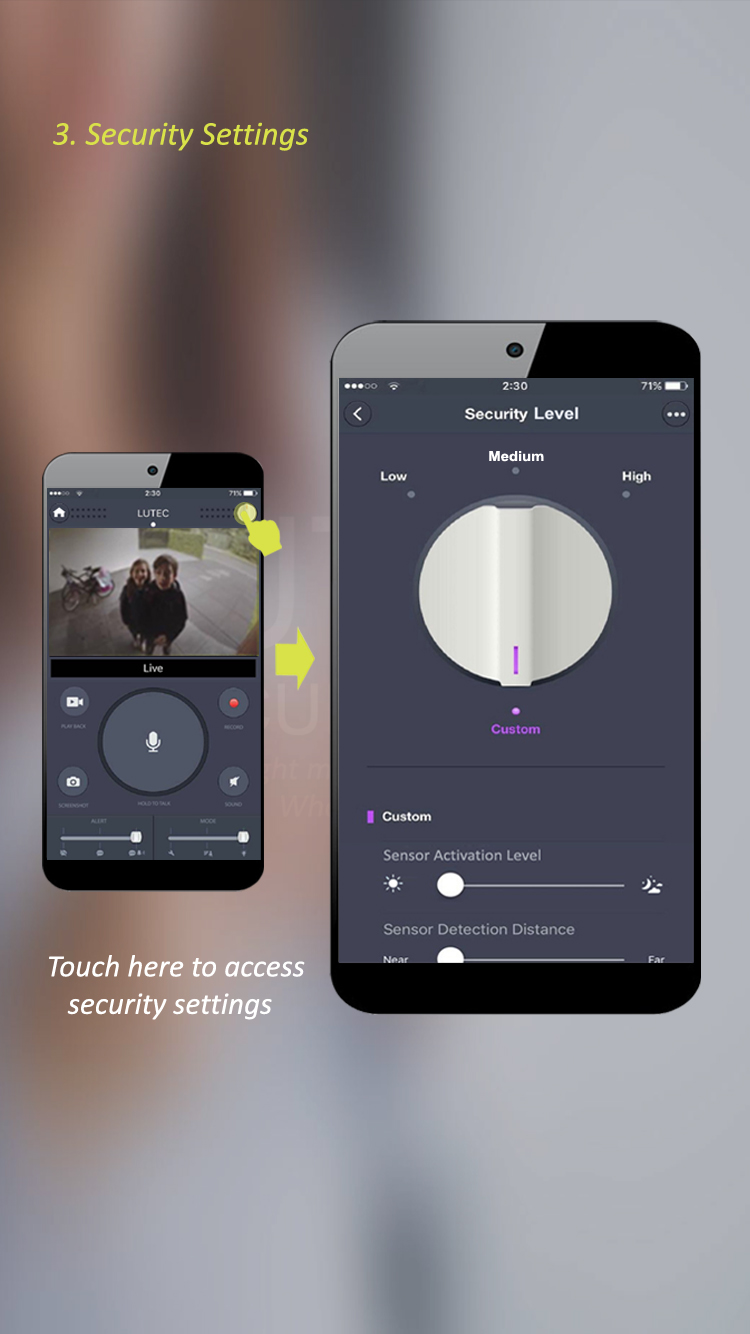 3. Security Settings
2:30
71%
Security Level
Medium
Low
High
Custom
Custom
Sensor Activation Level
Sensor Detection Distance
Near
Far
2:30
71%
LUTEC
Live
PLAY BACK
RECORD
SCREENSHOT
HOLD TO TALK
SOUND
ALERT
MODE
Touch here to access
security settings